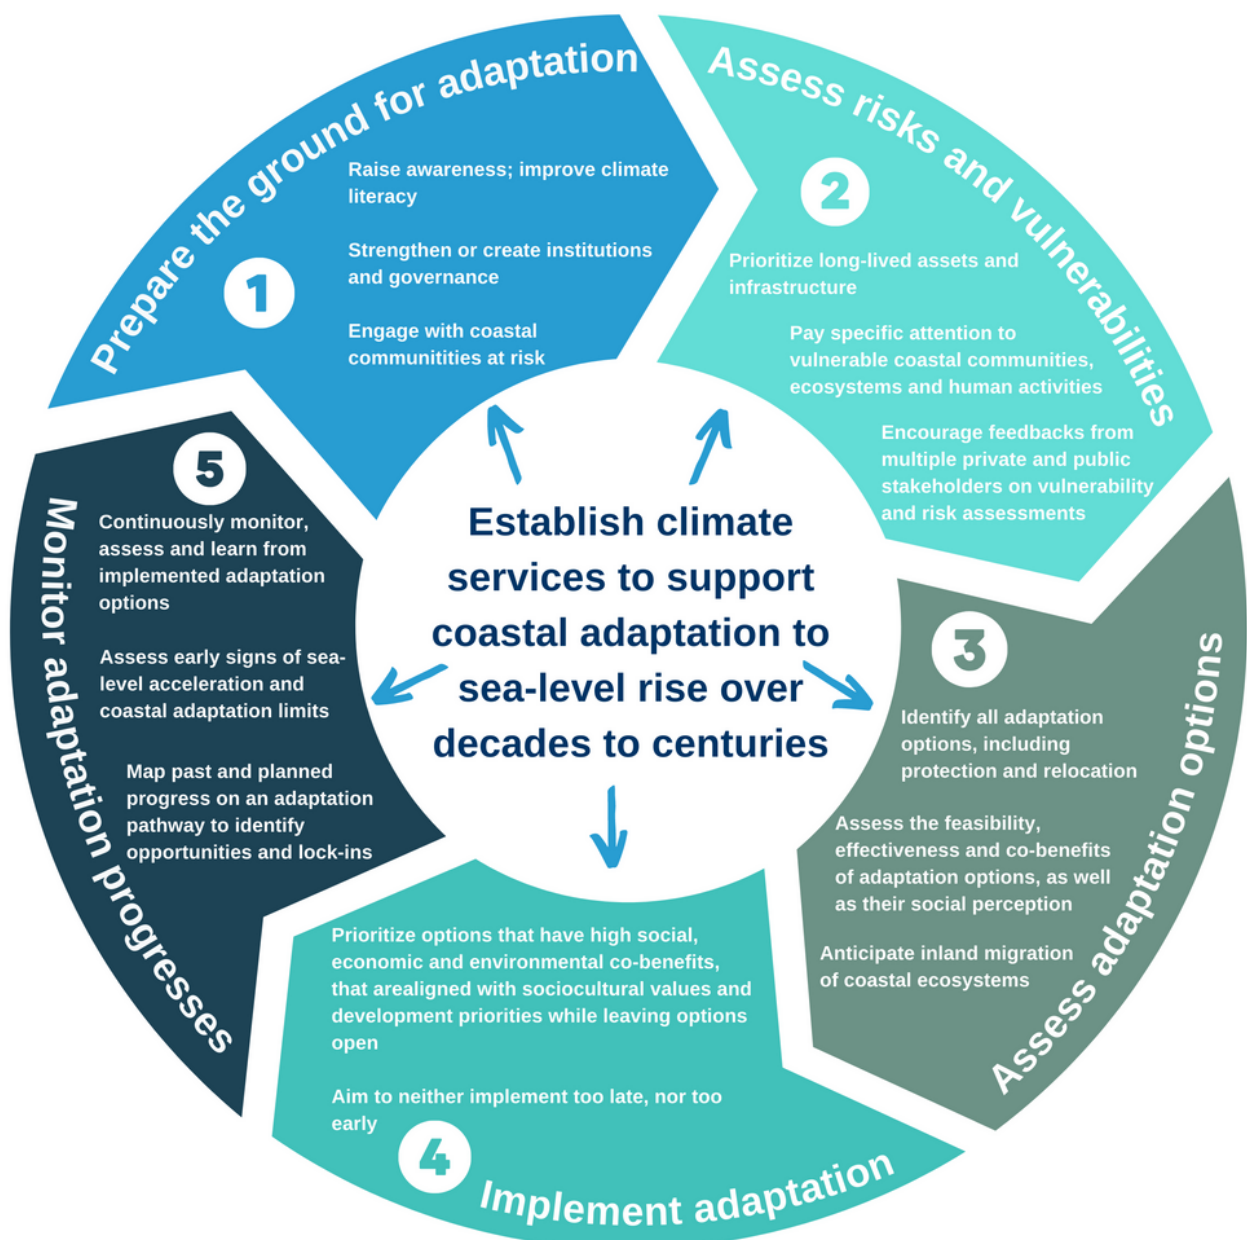 Prepare the ground for adaptation
1
Raise awareness; improve climate
literacy
Strengthen or create institutions
and governance
Engage with coastal
communitities at risk
Assess risks and vulnerabilities
2
Prioritize long-lived assets and
infrastructure
Pay specific attention to
vulnerable coastal communities,
ecosystems and human activities
Encourage feedbacks from
multiple private and public
stakeholders on vulnerability
and risk assessments
Assess adaptation options
3
Identify all adaptation
options, including
protection and relocation
Assess the feasibility,
effectiveness and co-benefits
of adaptation options, as well
as their social perception
Anticipate inland migration
of coastal ecosystems
Implement adaptation
4
Prioritize options that have high social,
economic and environmental co-benefits,
that arealigned with sociocultural values and
development priorities while leaving options
open
Aim to neither implement too late, nor too
early
Monitor adaptation progresses
5
Continuously monitor,
assess and learn from
implemented adaptation
options
Assess early signs of sea-
level acceleration and
coastal adaptation limits
Map past and planned
progress on an adaptation
pathway to identify
opportunities and lock-ins
Establish climate
services to support
coastal adaptation to
sea-level rise over
decades to centuries